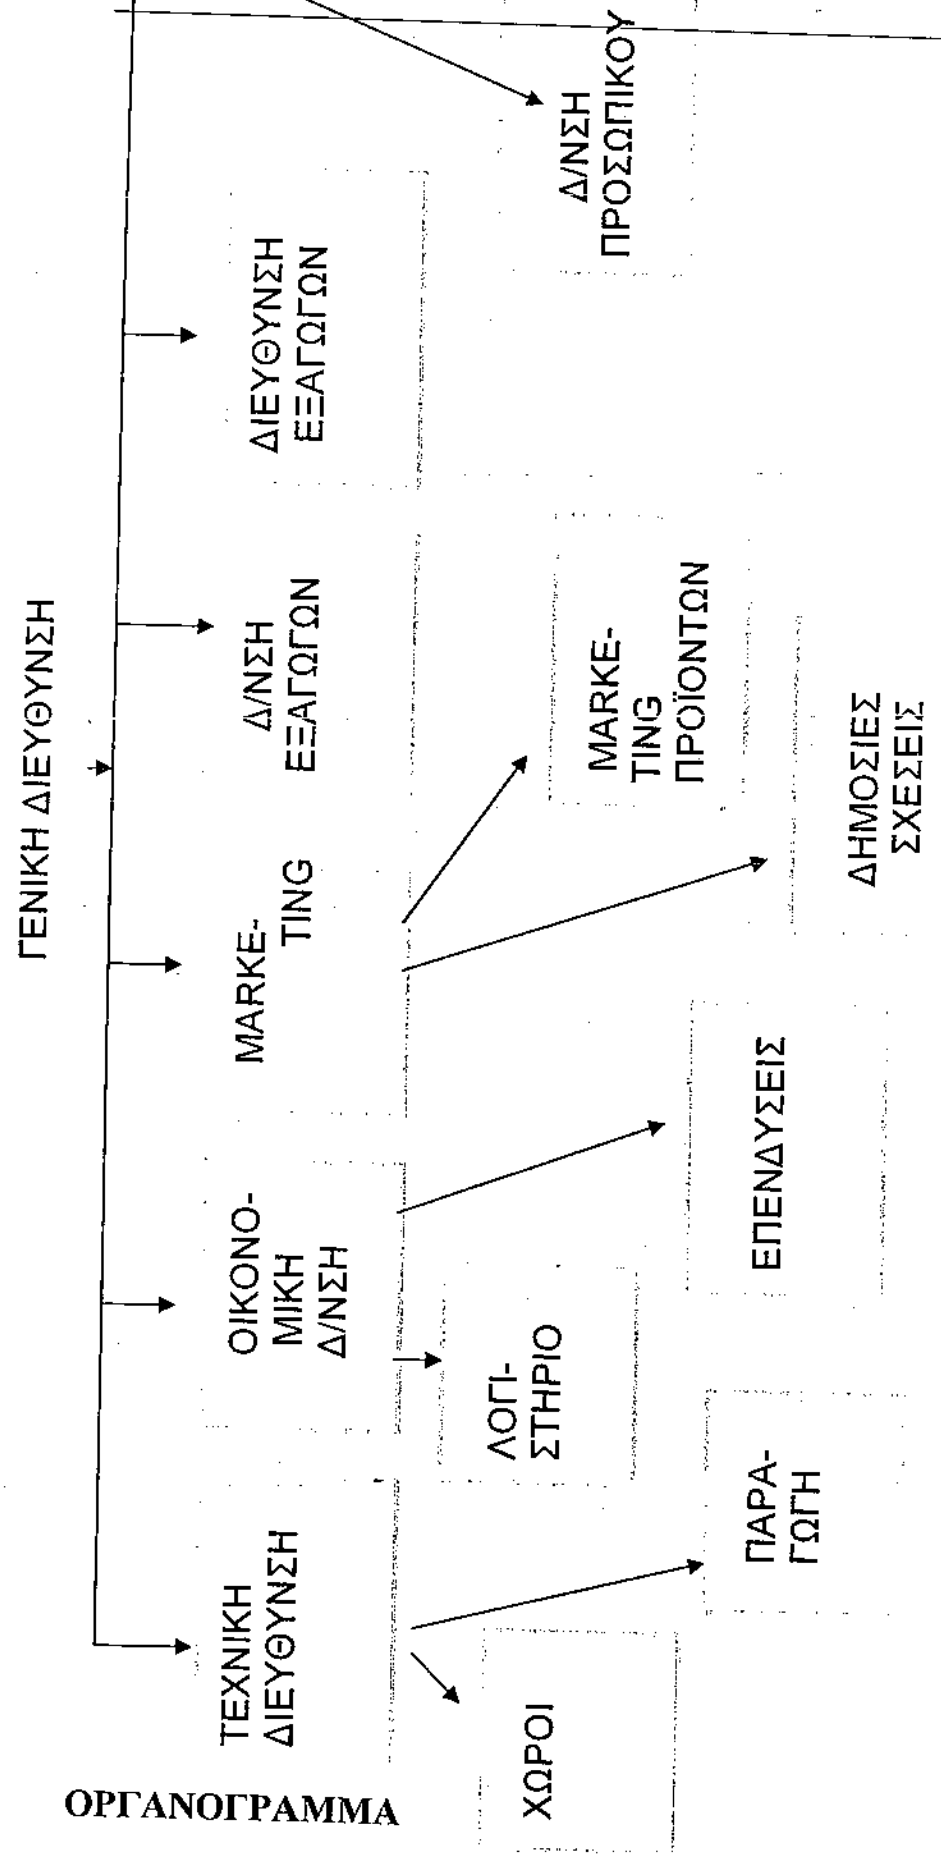 ΟΡΓΑΝΟΓΡΑΜΜΑ
ΓΕΝΙΚΗ ΔΙΕΥΘΥΝΣΗ
ΤΕΧΝΙΚΗ
ΔΙΕΥΘΥΝΣΗ
ΟΙΚΟΝΟ-
ΜΙΚΗ
Δ/ΝΣΗ
MARKE-
TING
Δ/ΝΣΗ
ΕΞΑΓΩΓΩΝ
ΔΙΕΥΘΥΝΣΗ
ΕΞΑΓΩΓΩΝ
ΧΩΡΟΙ
ΠΑΡΑ-
ΓΩΓΗ
ΛΟΓΙ-
ΣΤΗΡΙΟ
ΕΠΕΝΔΥΣΕΙΣ
MARKE-
TING
ΠΡΟΪΟΝΤΩΝ
ΔΗΜΟΣΙΕΣ
ΣΧΕΣΕΙΣ
Δ/ΝΣΗ
ΠΡΟΣΩΠΙΚΟΥ